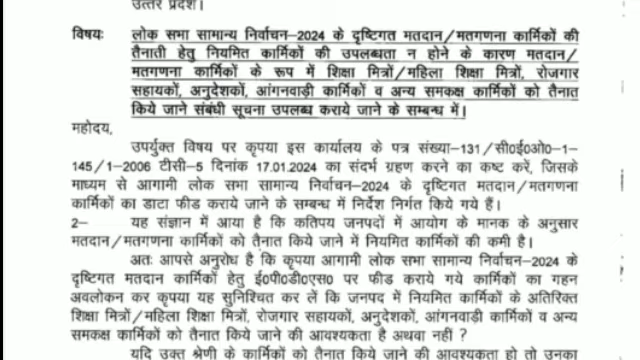 उत्तर प्रदेश।
विषयः लोक सभा सामान्य निर्वाचन-2024 के दृष्टिगत मतदान/मतगणना कार्मिकों की
तैनाती हेतु नियमित कार्मिकों की उपलब्धता न होने के कारण मतदान/
मतगणना कार्मिकों के रूप में शिक्षा मित्रों/महिला शिक्षा मित्रों, रोजगार
सहायकों, अनुदेशकों, आंगनवाड़ी कार्मिकों व अन्य समकक्ष कार्मिकों को तैनात
किये जाने संबंधी सूचना उपलब्ध कराये जाने के सम्बन्ध में।
महोदय,
उपर्युक्त विषय पर कृपया इस कार्यालय के पत्र संख्या-131/सी0ई0ओ0-1-
145/1-2006 टीसी-5 दिनांक 17.01.2024 का संदर्भ ग्रहण करने का कष्ट करें, जिसके
माध्यम से आगामी लोक सभा सामान्य निर्वाचन-2024 के दृष्टिगत मतदान/मतगणना
कार्मिकों का डाटा फीड कराये जाने के सम्बन्ध में निर्देश निर्गत किये गये हैं।
2- यह संज्ञान में आया है कि कतिपय जनपदों में आयोग के मानक के अनुसार
मतदान/मतगणना कार्मिकों को तैनात किये जाने में नियमित कार्मिकों की कमी है।
अतः आपसे अनुरोध है कि कृपया आगामी लोक सभा सामान्य निर्वाचन-2024 के
दृष्टिगत मतदान कार्मिकों हेतु ई0पी0डी0एस0 पर फीड कराये गये कार्मिकों का गहन
अवलोकन कर कृपया यह सुनिश्चित कर लें कि जनपद में नियमित कार्मिकों के अतिरिक्त
शिक्षा मित्रों/महिला शिक्षा मित्रों, रोजगार सहायकों, अनुदेशकों, आंगनवाड़ी कार्मिकों व अन्य
समकक्ष कार्मिकों को तैनात किये जाने की आवश्यकता है अथवा नहीं ?
यदि उक्त श्रेणी के कार्मिकों को तैनात किये जाने की आवश्यकता हो तो उनका